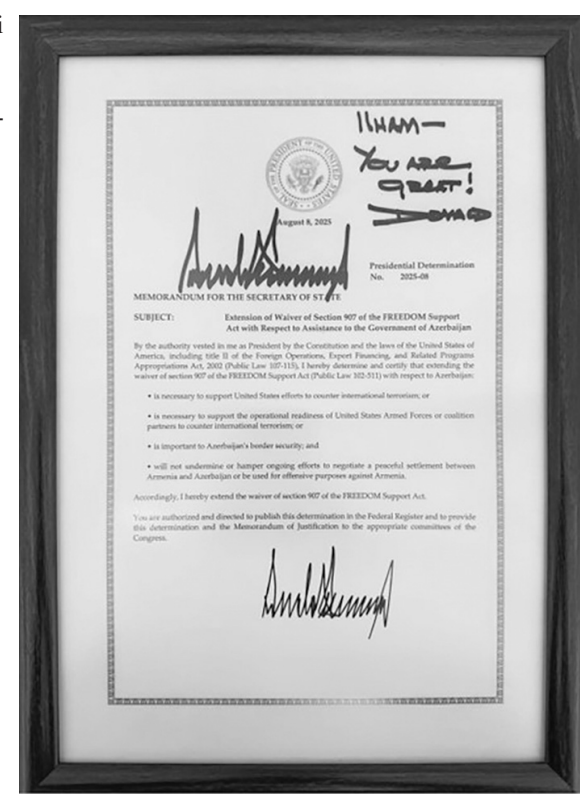 i
-
ILHAM—
YOU ARE
GREAT!
DONALD
SEAL OF THE PRESIDENT OF THE UNITED STATES
August 8, 2025
Presidential Determination
No. 2025-08
MEMORANDUM FOR THE SECRETARY OF STATE
SUBJECT: Extension of Waiver of Section 907 of the FREEDOM Support
Act with Respect to Assistance to the Government of Azerbaijan
By the authority vested in me as President by the Constitution and the laws of the United States of
America, including title II of the Foreign Operations, Export Financing, and Related Programs
Appropriations Act, 2002 (Public Law 107-115), I hereby determine and certify that extending the
waiver of section 907 of the FREEDOM Support Act (Public Law 102-511) with respect to Azerbaijan:
• is necessary to support United States efforts to counter international terrorism; or
• is necessary to support the operational readiness of United States Armed Forces or coalition
partners to counter international terrorism; or
• is important to Azerbaijan's border security; and
• will not undermine or hamper ongoing efforts to negotiate a peaceful settlement between
Armenia and Azerbaijan or be used for offensive purposes against Armenia.
Accordingly, I hereby extend the waiver of section 907 of the FREEDOM Support Act.
You are authorized and directed to publish this determination in the Federal Register and to provide
this determination and the Memorandum of Justification to the appropriate committees of the
Congress.